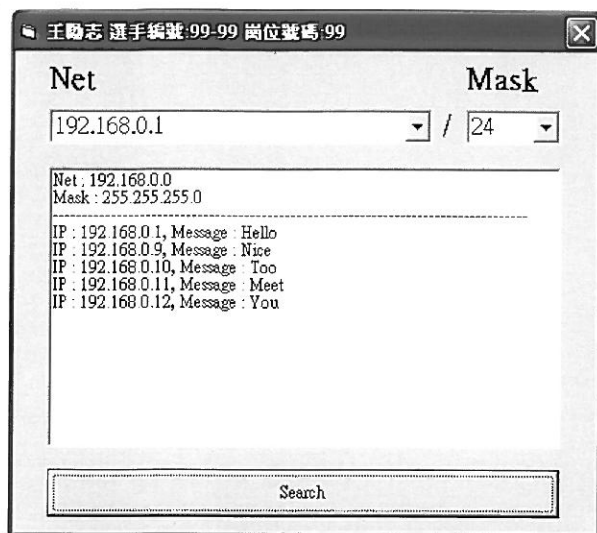 王勵志 選手編號:99-99 崗位號碼:99
Net Mask
192.168.0.1 / 24
Net : 192.168.0.0
Mask : 255.255.255.0
--------------------------------------------------------------------------------
IP : 192.168.0.1, Message : Hello
IP : 192.168.0.9, Message : Nice
IP : 192.168.0.10, Message : Too
IP : 192.168.0.11, Message : Meet
IP : 192.168.0.12, Message : You
Search